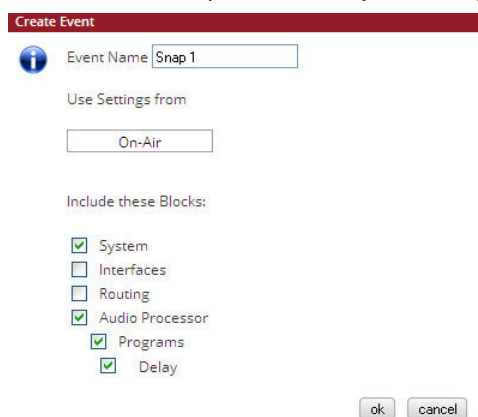 Create Event
Event Name Snap 1
Use Settings from
On-Air
Include these Blocks:
System
Interfaces
Routing
Audio Processor
Programs
Delay
ok cancel